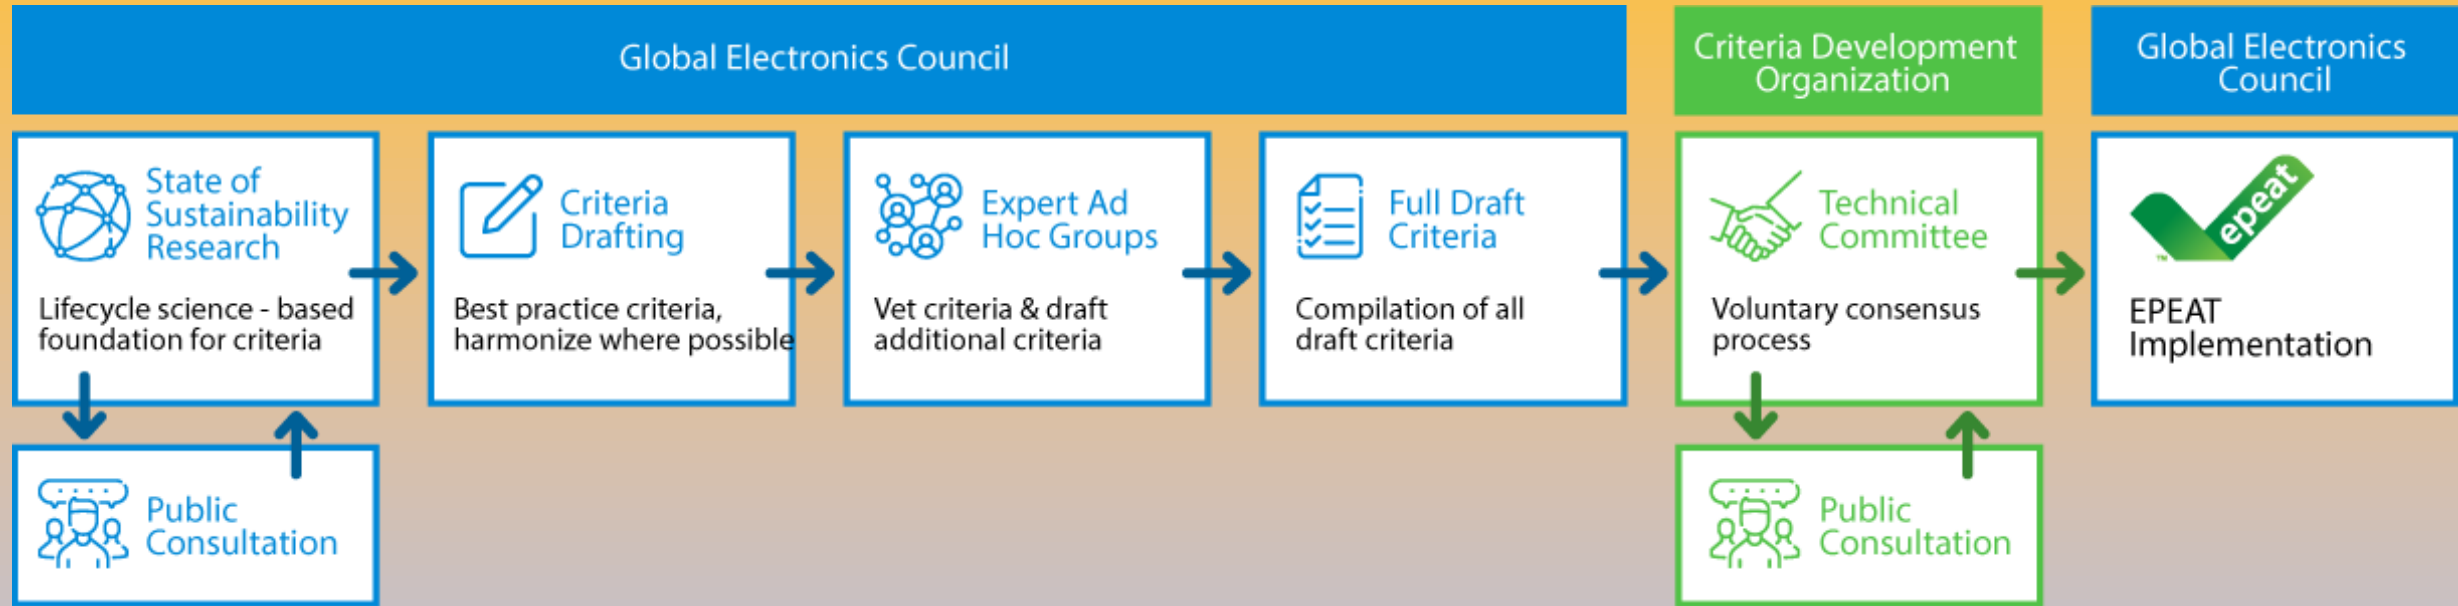 Global Electronics Council
Criteria Development
Organization
Global Electronics
Council
State of
Sustainability
Research
Lifecycle science - based
foundation for criteria
Criteria
Drafting
Best practice criteria,
harmonize where possible
Expert Ad
Hoc Groups
Vet criteria & draft
additional criteria
Full Draft
Criteria
Compilation of all
draft criteria
Technical
Committee
Voluntary consensus
process
epeat
TM
EPEAT
Implementation
Public
Consultation
Public
Consultation